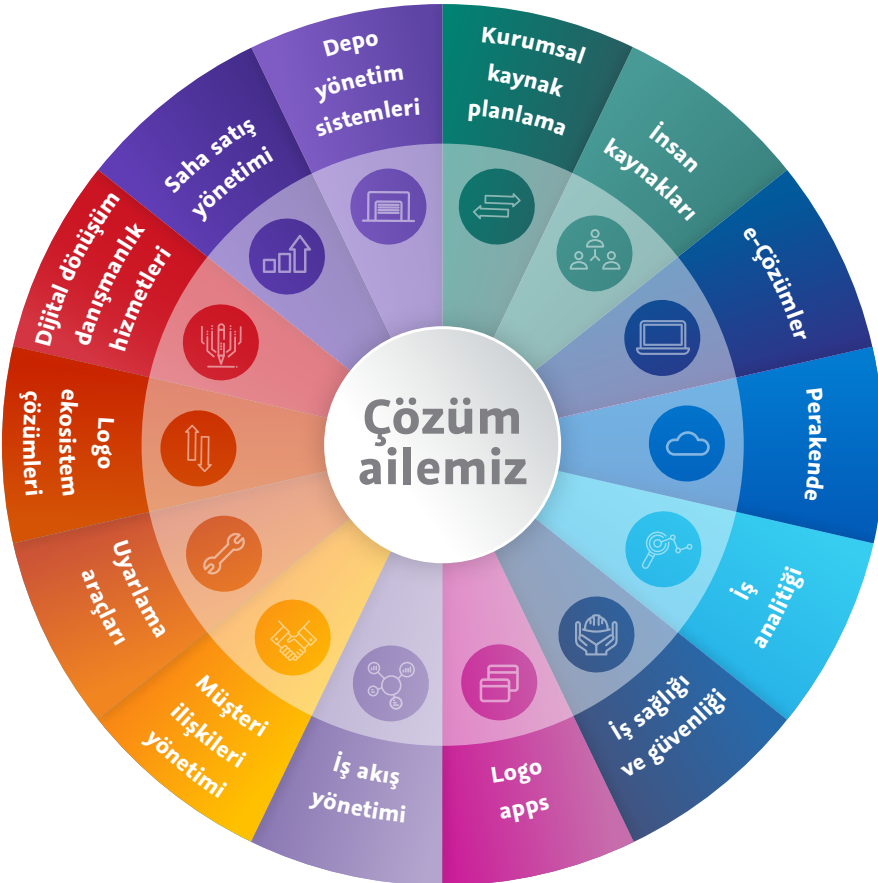 Çözüm
ailemiz
Kurumsal
kaynak
planlama
İnsan
kaynakları
e-Çözümler
Perakende
İş
analitiği
İş sağlığı
ve güvenliği
Logo
apps
İş akış
yönetimi
Müşteri
ilişkileri
yönetimi
Uyarlama
araçları
Logo
ekosistem
çözümleri
Dijital dönüşüm
danışmanlık
hizmetleri
Saha satış
yönetimi
Depo
yönetim
sistemleri